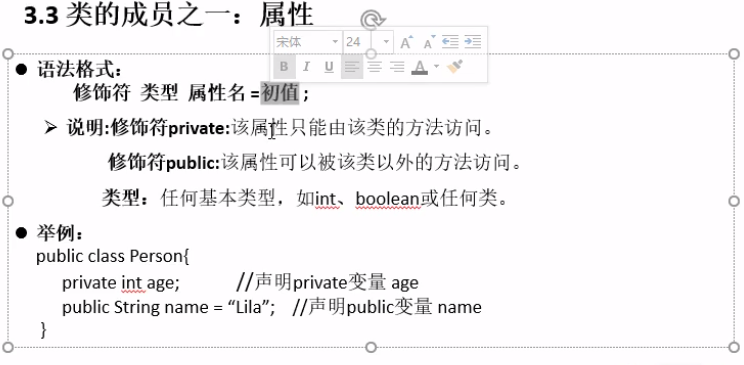 3.3 类的成员之一：属性
宋体 24 A A
B I U A
● 语法格式：
修饰符 类型 属性名 =初值 ;
➢ 说明:修饰符private:该属性只能由该类的方法访问。
修饰符public:该属性可以被该类以外的方法访问。
类型：任何基本类型，如int、boolean或任何类。
● 举例：
public class Person{
private int age; //声明private变量 age
public String name = “Lila”; //声明public变量 name
}